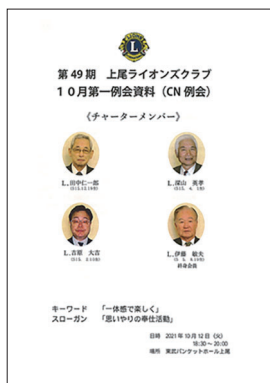 第49期 上尾ライオンズクラブ
10月第一例会資料(CN例会)
《チャーターメンバー》
L.田中仁一郎
L.深山 英孝
L.吉原 大吉
L.伊藤 敏夫
終身会員
キーワード 「一体感で楽しく」
スローガン 「思いやりの奉仕活動」
日時 2021年10月12日(火)
18:30~20:00
場所 東武バンケットホール上尾